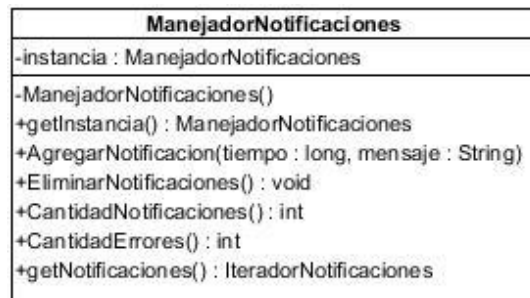 ManejadorNotificaciones
-instancia : ManejadorNotificaciones
-ManejadorNotificaciones()
+getInstancia() : ManejadorNotificaciones
+AgregarNotificacion(tiempo : long, mensaje : String)
+EliminarNotificaciones() : void
+CantidadNotificaciones() : int
+CantidadErrores() : int
+getNotificaciones() : IteradorNotificaciones